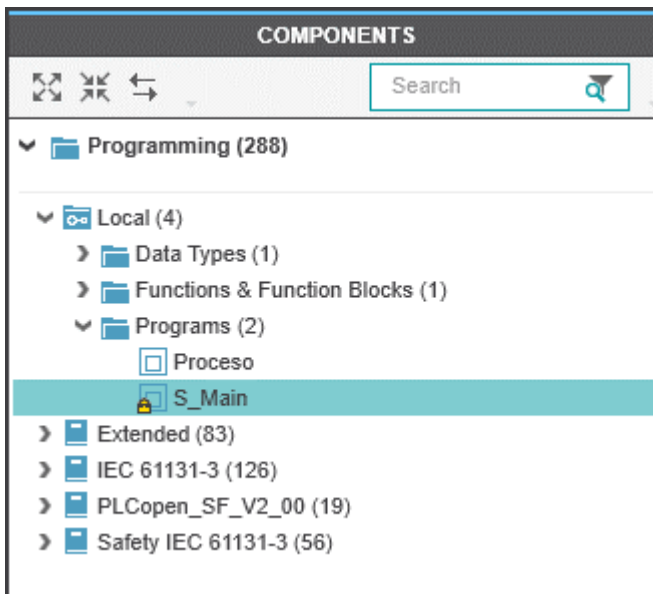 COMPONENTS
Search
Programming (288)
Local (4)
Data Types (1)
Functions & Function Blocks (1)
Programs (2)
Proceso
S_Main
Extended (83)
IEC 61131-3 (126)
PLCopen_SF_V2_00 (19)
Safety IEC 61131-3 (56)